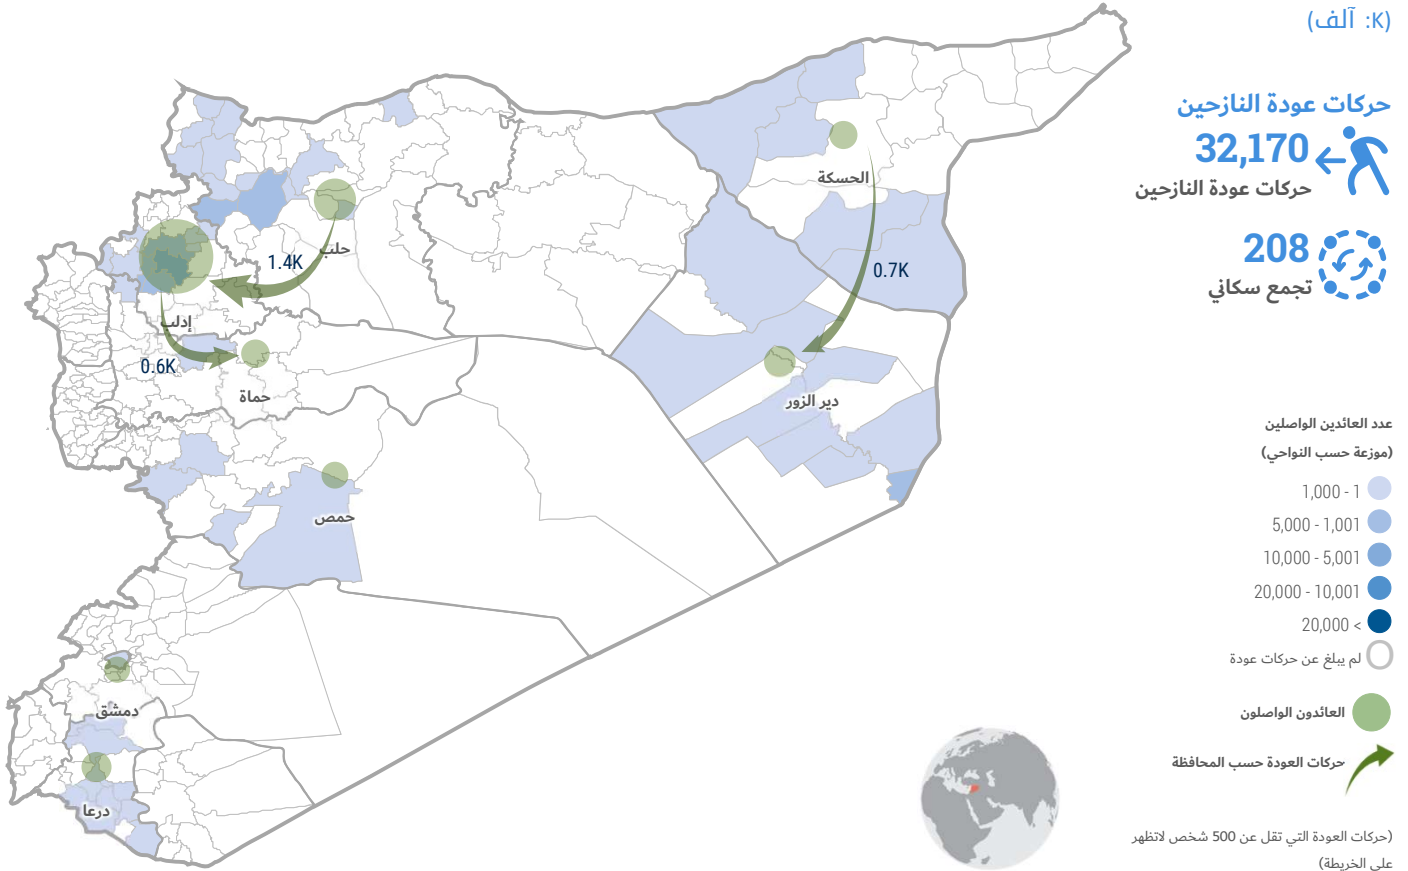 (K: آلف)
حركات عودة النازحين
32,170
حركات عودة النازحين
208
تجمع سكاني
الحسكة
حلب
1.4K
0.7K
إدلب
0.6K
حماة
دير الزور
حمص
دمشق
درعا
عدد العائدين الواصلين
(موزعة حسب النواحي)
1,000 - 1
5,000 - 1,001
10,000 - 5,001
20,000 - 10,001
20,000 <
لم يبلغ عن حركات عودة
العائدون الواصلون
حركات العودة حسب المحافظة
(حركات العودة التي تقل عن 500 شخص لاتظهر
على الخريطة)